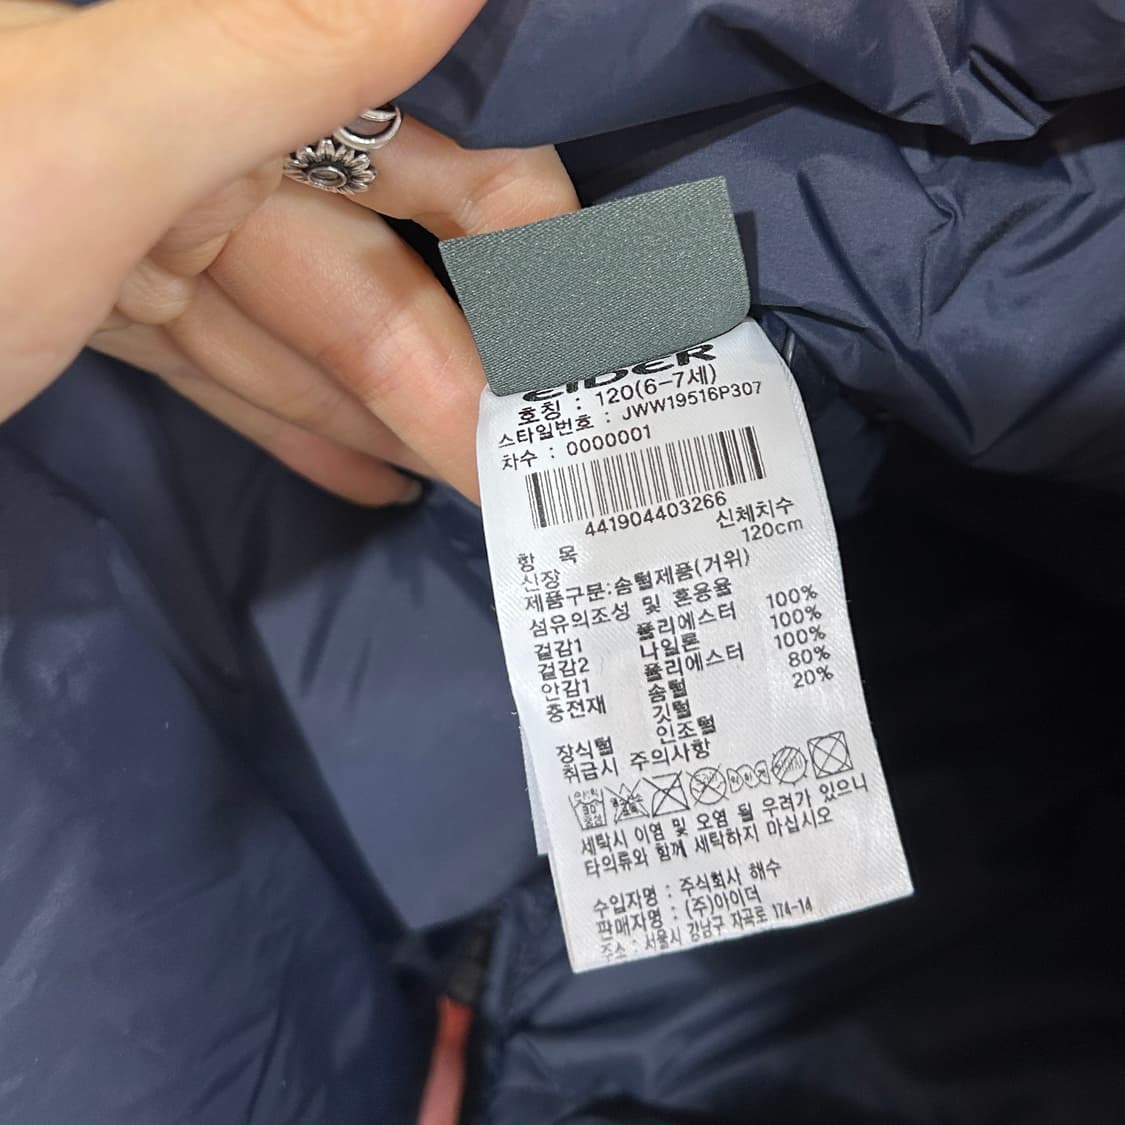 EIDER
호칭 : 120(6-7세)
스타일번호 : JWW19516P307
차수 : 0000001
441904403266
신체치수
항 목
120cm
신장
제품구분:솜털제품(거위)
섬유의조성 및 혼용율
겉감1 폴리에스터 100%
겉감2 나일론 100%
안감1 폴리에스터 100%
충전재 솜털 80%
깃털 20%
장식털 인조털
취급시 주의사항
세탁시 이염 및 오염 될 우려가 있으니
타의류와 함께 세탁하지 마십시오
수입자명 : 주식회사 해수
판매자명 : (주)아이더
주소 : 서울시 강남구 자곡로 174-14